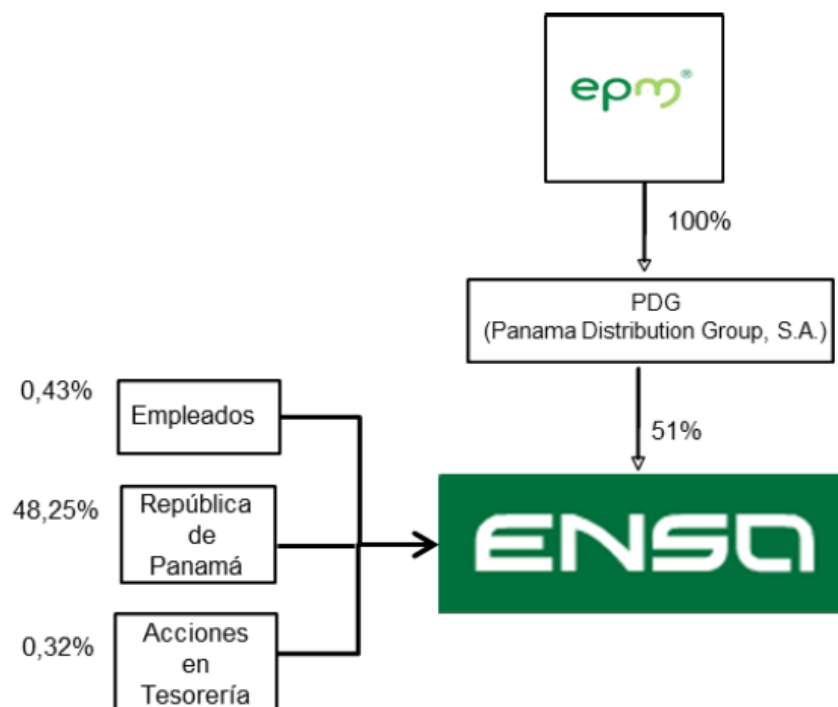 epm®
100%
PDG
(Panama Distribution Group, S.A.)
51%
ENSA
0,43%
Empleados
48,25%
República
de
Panamá
0,32%
Acciones
en
Tesorería